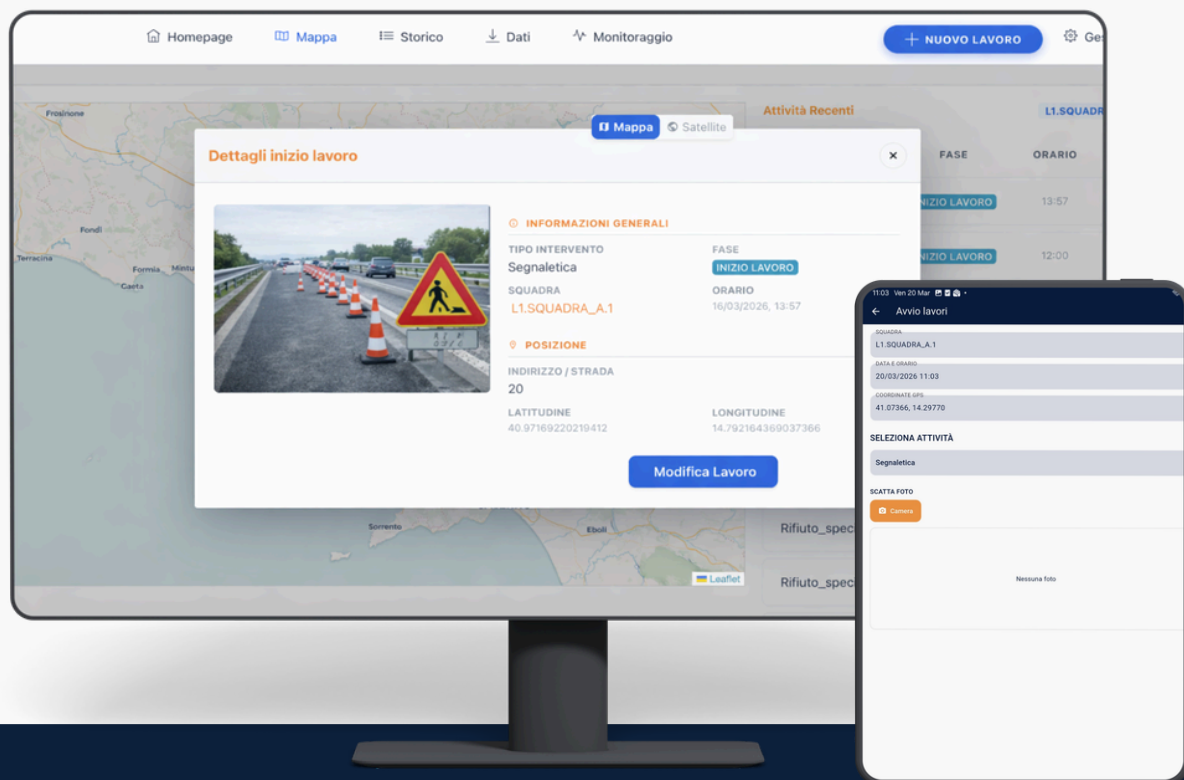 Homepage
Mappa
Storico
Dati
Monitoraggio
NUOVO LAVORO
Ges
Frosinone
Fondi
Terracina
Formia
Mintu
Gaeta
Sorrento
Eboli
Leaflet
Mappa
Satellite
Attività Recenti
L1.SQUADR
FASE
ORARIO
NIZIO LAVORO
13:57
NIZIO LAVORO
12:00
Rifiuto_spec
Rifiuto_spec
Dettagli inizio lavoro
INFORMAZIONI GENERALI
TIPO INTERVENTO
Segnaletica
FASE
INIZIO LAVORO
SQUADRA
L1.SQUADRA_A.1
ORARIO
16/03/2026, 13:57
POSIZIONE
INDIRIZZO / STRADA
20
LATITUDINE
40.97169220219412
LONGITUDINE
14.792164369037366
Modifica Lavoro
11:03 Ven 20 Mar
Avvio lavori
SQUADRA
L1.SQUADRA_A.1
DATA E ORARIO
20/03/2026 11:03
COORDINATE GPS
41.07366, 14.29770
SELEZIONA ATTIVITÀ
Segnaletica
SCATTA FOTO
Camera
Nessuna foto